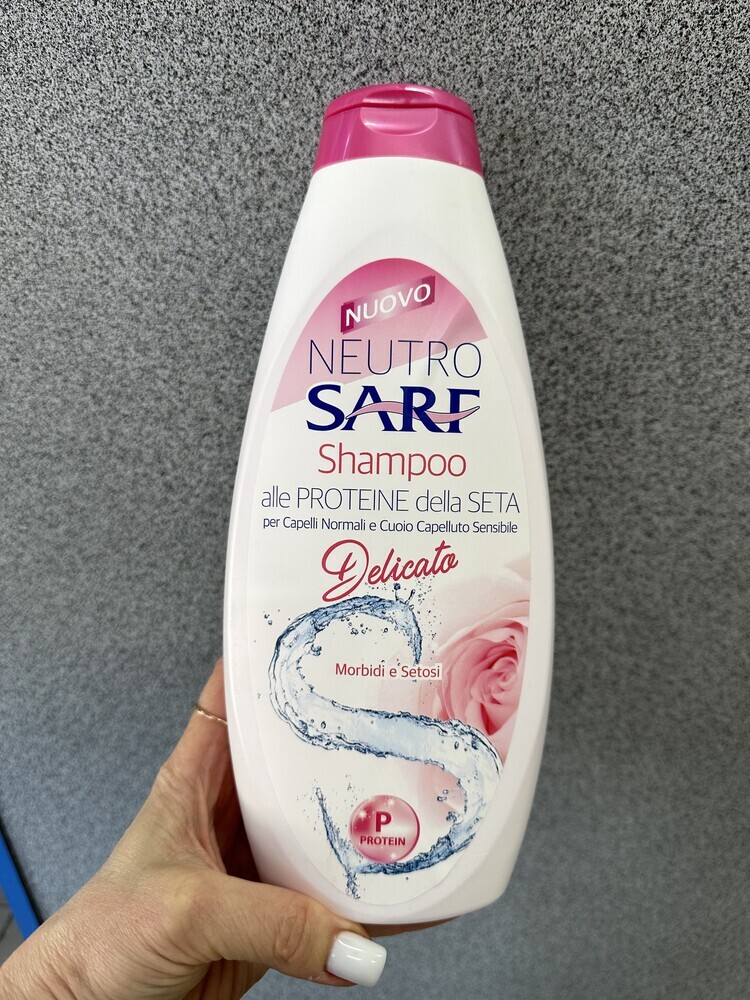 NUOVO
NEUTRO
SARF
Shampoo
alle PROTEINE della SETA
per Capelli Normali e Cuoio Capelluto Sensibile
Delicato
Morbidi e Setosi
P
PROTEIN